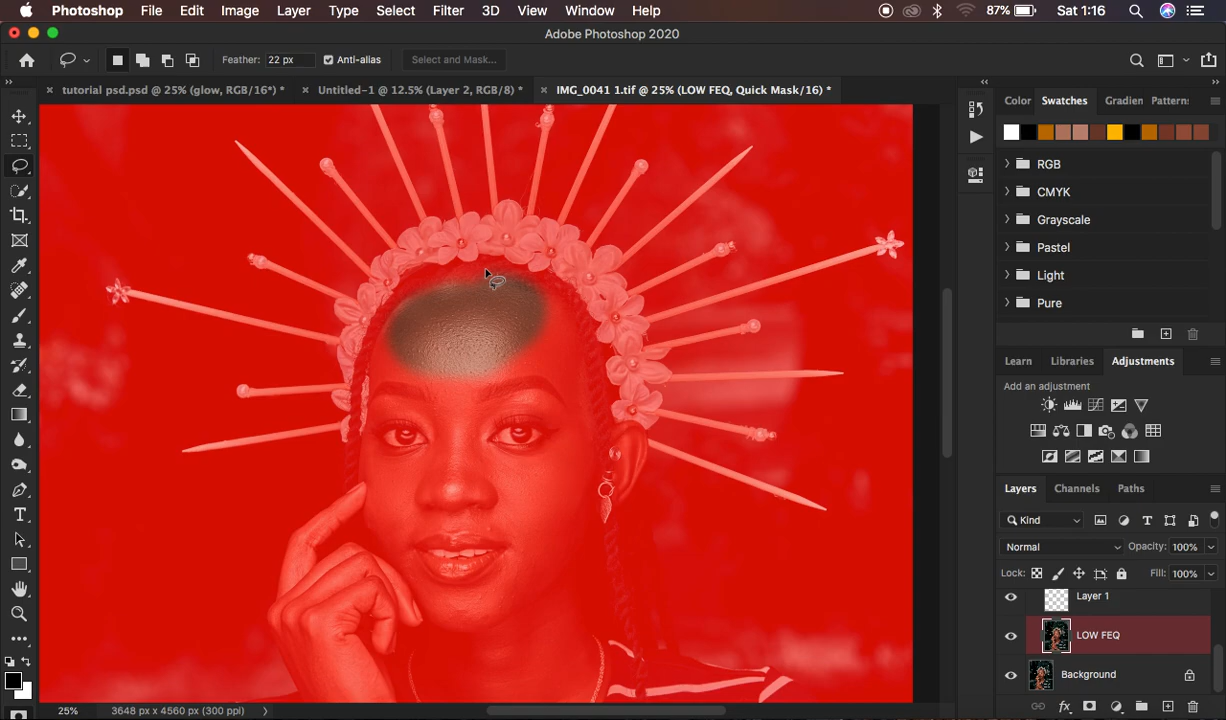 Photoshop File Edit Image Layer Type Select Filter 3D View Window Help 87% Sat 1:16
Adobe Photoshop 2020
Feather: 22 px Anti-alias Select and Mask...
tutorial psd.psd @ 25% (glow, RGB/16*) * Untitled-1 @ 12.5% (Layer 2, RGB/8) * IMG_0041 1.tif @ 25% (LOW FEQ, Quick Mask/16) *
Color Swatches Gradien Pattern:
RGB
CMYK
Grayscale
Pastel
Light
Pure
Learn Libraries Adjustments
Add an adjustment
Layers Channels Paths
Kind
Normal Opacity: 100%
Lock: Fill: 100%
Layer 1
LOW FEQ
Background
25% 3648 px x 4560 px (300 ppi)